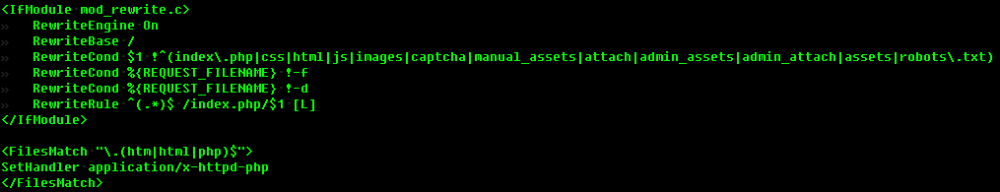 <IfModule mod_rewrite.c>
»   RewriteEngine On
»   RewriteBase /
»   RewriteCond $1 !^(index\.php|css|html|js|images|captcha|manual_assets|attach|admin_assets|admin_attach|assets|robots\.txt)
»   RewriteCond %{REQUEST_FILENAME} !-f
»   RewriteCond %{REQUEST_FILENAME} !-d
»   RewriteRule ^(.*)$ /index.php/$1 [L]
</IfModule>

<FilesMatch "\.(htm|html|php)$">
SetHandler application/x-httpd-php
</FilesMatch>